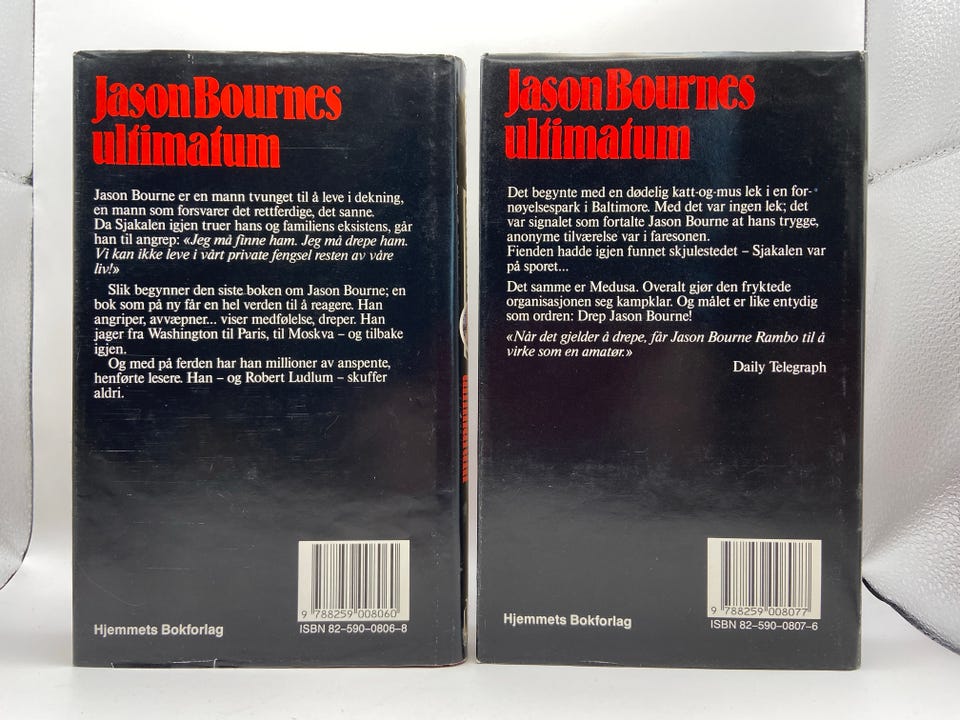 Jason Bournes
ultimatum
Jason Bourne er en mann tvunget til å leve i dekning,
en mann som forsvarer det rettferdige, det sanne.
Da Sjakalen igjen truer hans og familiens eksistens, går
han til angrep: «Jeg må finne ham. Jeg må drepe ham.
Vi kan ikke leve i vårt private fengsel resten av våre
liv!»
Slik begynner den siste boken om Jason Bourne; en
bok som på ny får en hel verden til å reagere. Han
angriper, avvæpner... viser medfølelse, dreper. Han
jager fra Washington til Paris, til Moskva – og tilbake
igjen.
Og med på ferden har han millioner av anspente,
henførte lesere. Han – og Robert Ludlum – skuffer
aldri.
9 788259 008060
ISBN 82-590-0806-8
Hjemmets Bokforlag
ultimatum
Jason Bournes
ultimatum
Det begynte med en dødelig katt-og-mus lek i en for-
nøyelsespark i Baltimore. Med det var ingen lek; det
var signalet som fortalte Jason Bourne at hans trygge,
anonyme tilværelse var i faresonen.
Fienden hadde igjen funnet skjulestedet – Sjakalen var
på sporet...
Det samme er Medusa. Overalt gjør den fryktede
organisasjonen seg kampklar. Og målet er like entydig
som ordren: Drep Jason Bourne!
«Når det gjelder å drepe, får Jason Bourne Rambo til å
virke som en amatør.»
Daily Telegraph
9 788259 008077
ISBN 82-590-0807-6
Hjemmets Bokforlag